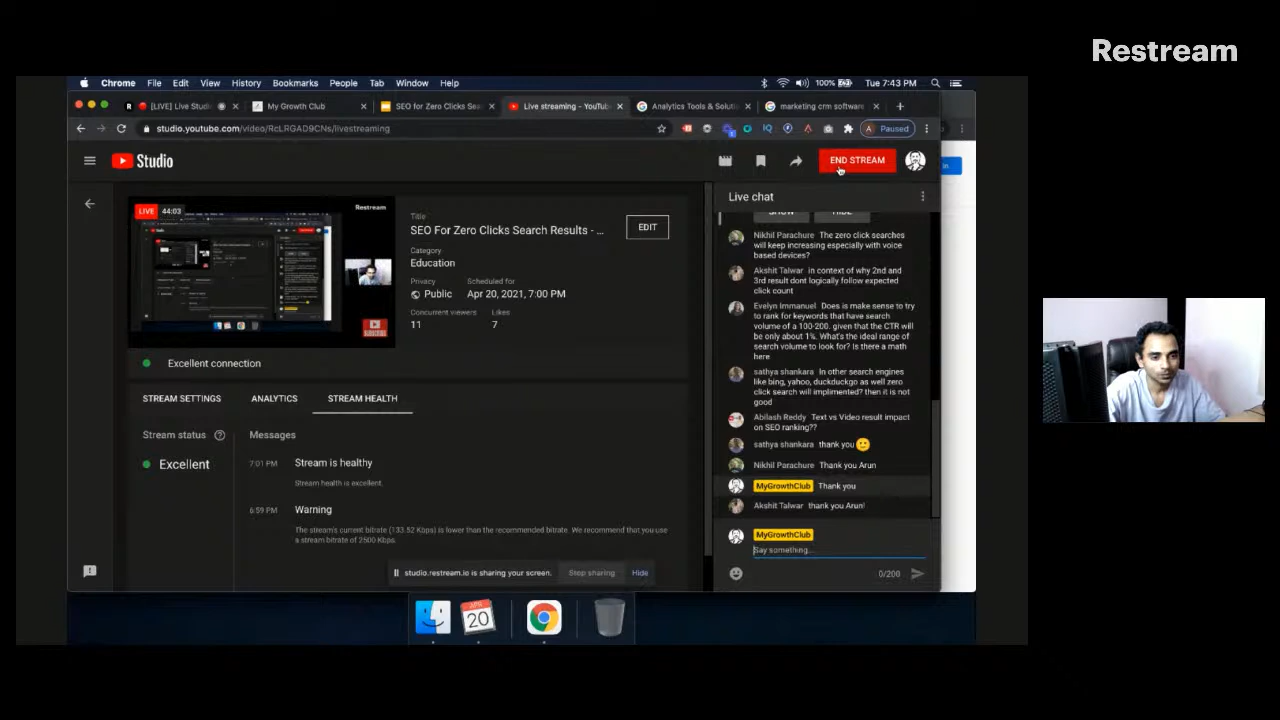 Restream
Chrome File Edit View History Bookmarks People Tab Window Help
100% Tue 7:43 PM
[LIVE] Live Studi
My Growth Club
SEO for Zero Clicks Sea
Live streaming - YouTu
Analytics Tools & Solution
marketing crm software
studio.youtube.com/video/RcLRGAD9CNs/livestreaming
A Paused
Studio
END STREAM
LIVE 44:03
Restream
SUBSCRIBE
Title
SEO For Zero Clicks Search Results - ...
EDIT
Category
Education
Privacy
Public
Scheduled for
Apr 20, 2021, 7:00 PM
Concurrent viewers
11
Likes
7
Excellent connection
STREAM SETTINGS ANALYTICS STREAM HEALTH
Stream status
Excellent
Messages
7:01 PM Stream is healthy
Stream health is excellent.
6:59 PM Warning
The stream's current bitrate (133.52 Kbps) is lower than the recommended bitrate. We recommend that you use
a stream bitrate of 2500 Kbps.
studio.restream.io is sharing your screen. Stop sharing Hide
Live chat
SHOW HIDE
Nikhil Parachure The zero click searches
will keep increasing especially with voice
based devices?
Akshit Talwar in context of why 2nd and
3rd result dont logically follow expected
click count
Evelyn Immanuel Does is make sense to try
to rank for keywords that have search
volume of a 100-200. given that the CTR will
be only about 1%. What's the ideal range of
search volume to look for? Is there a math
here
sathya shankara In other search engines
like bing, yahoo, duckduckgo as well zero
click search will implimented? then it is not
good
Abilash Reddy Text vs Video result impact
on SEO ranking??
sathya shankara thank you 🙂
Nikhil Parachure Thank you Arun
MyGrowthClub Thank you
Akshit Talwar thank you Arun!
MyGrowthClub
Say something...
0/200
APR
20